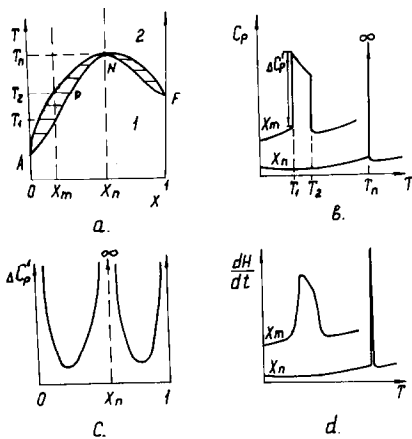 T
2
Tn
N
T2
D
F
1
T1
A
0
Xm
Xn
1
X
a.
Cp
∞
ΔCp'
Xm
Xn
T1
T2
Tn
T
в.
ΔCp'
∞
0
Xn
1
c.
dH
dt
Xm
Xn
T
d.